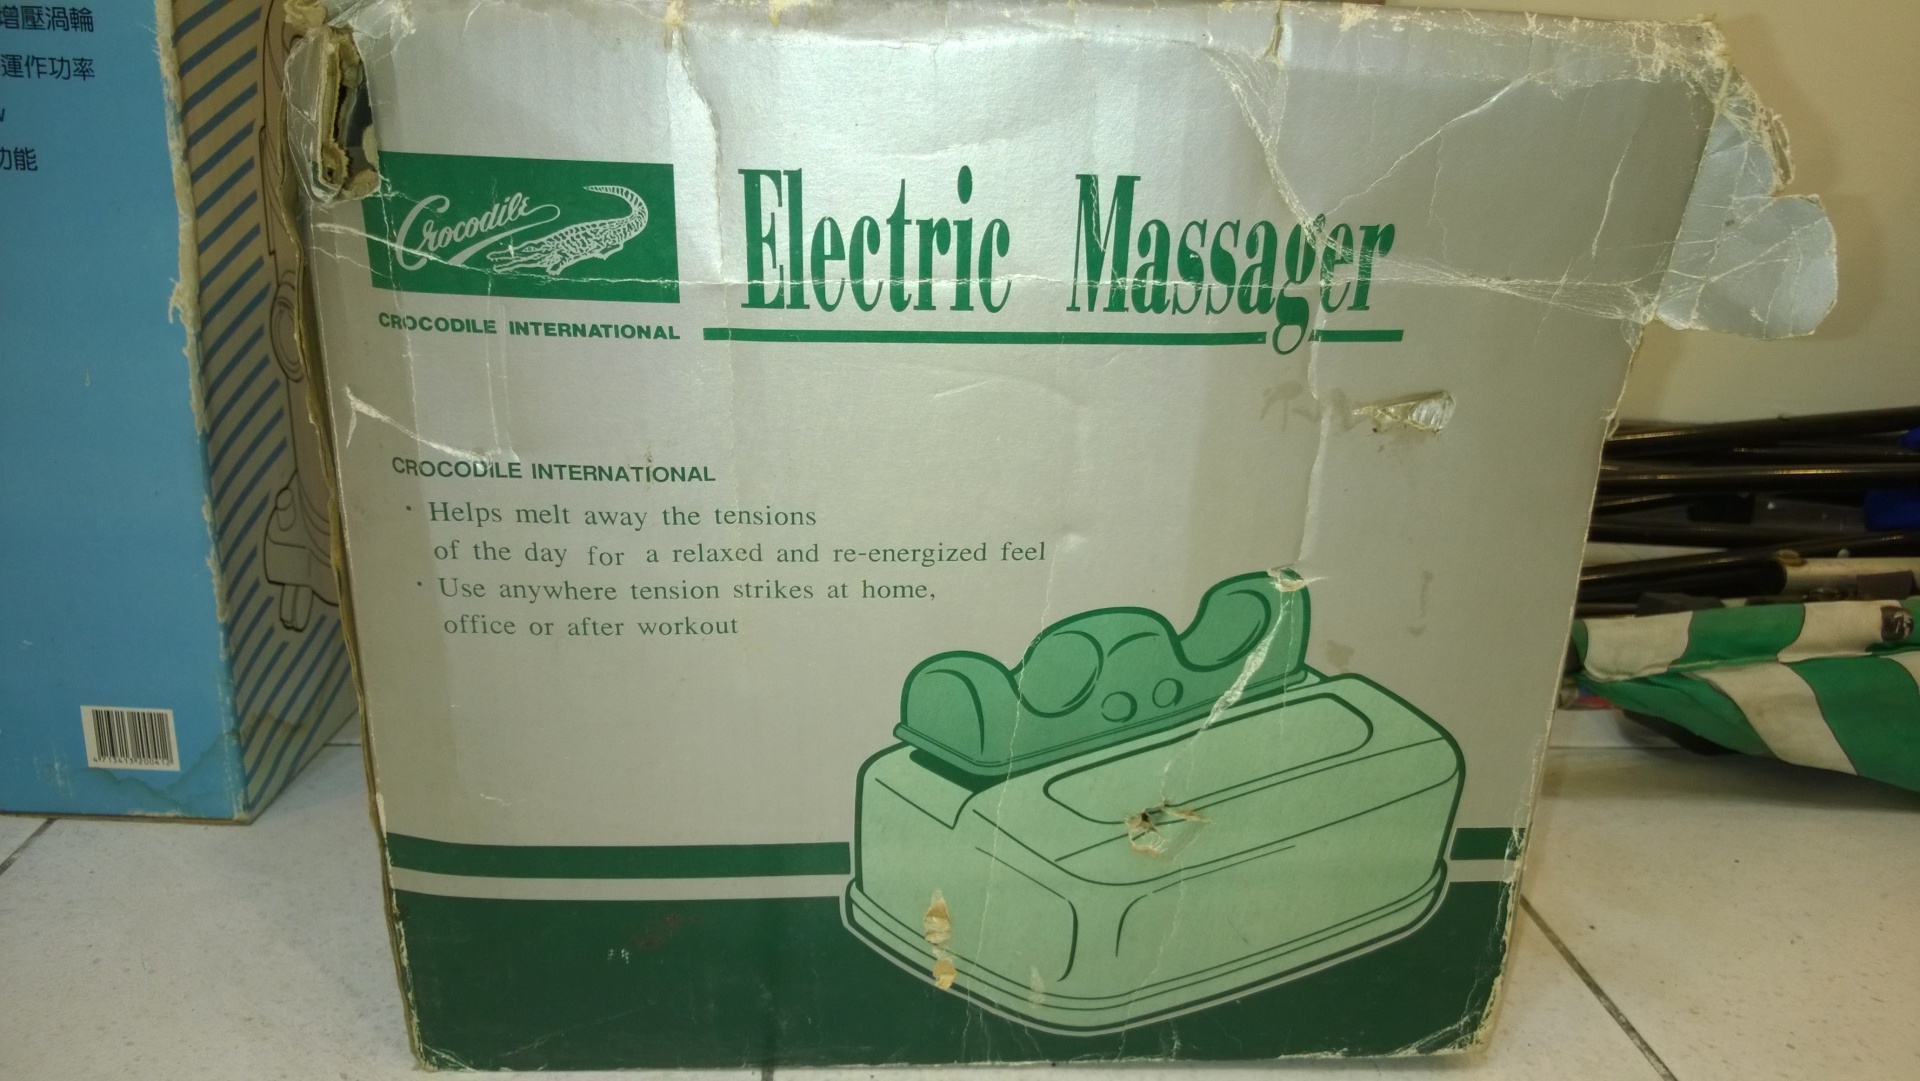 增壓渦輪
運作功率
功能
Crocodile
Electric Massager
CROCODILE INTERNATIONAL
CROCODILE INTERNATIONAL
· Helps melt away the tensions
of the day for a relaxed and re-energized feel
· Use anywhere tension strikes at home,
office or after workout